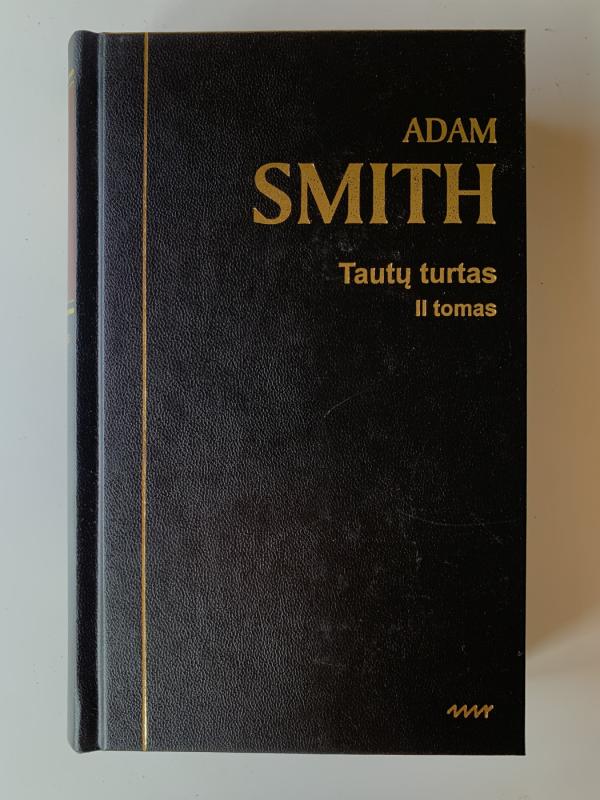 ADAM
SMITH
Tautų turtas
II tomas